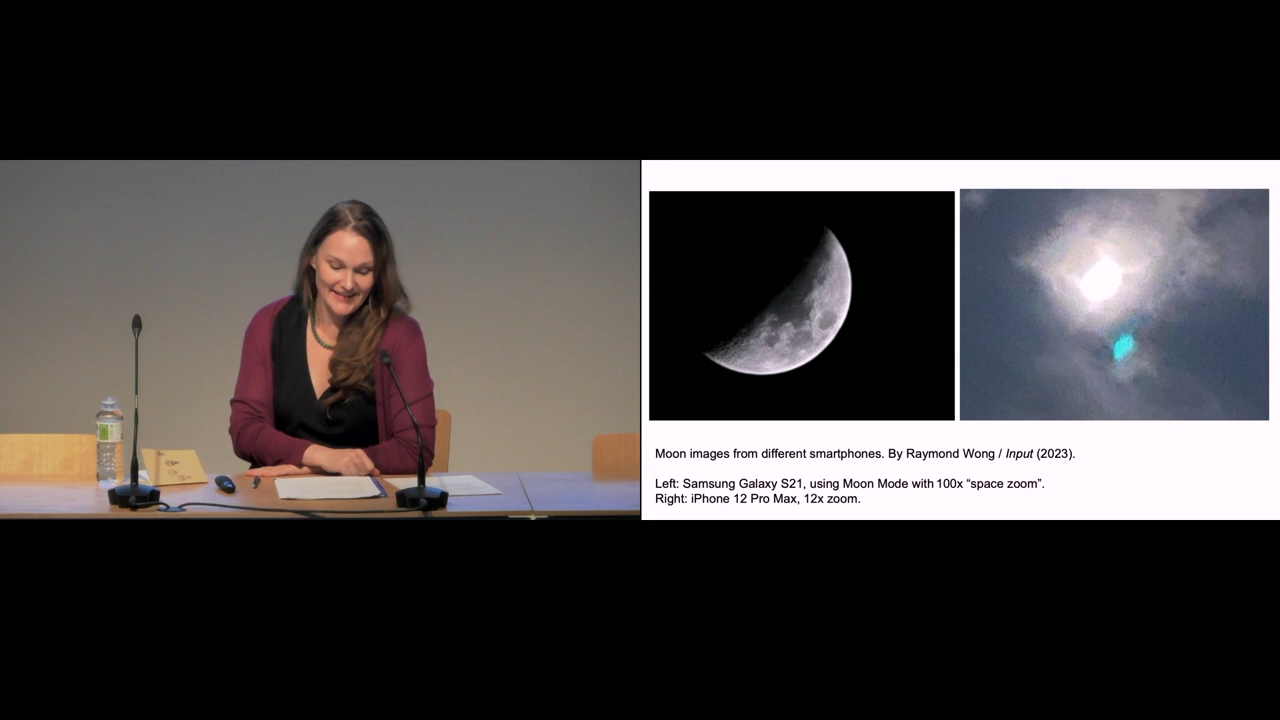 Moon images from different smartphones. By Raymond Wong / Input (2023).
Left: Samsung Galaxy S21, using Moon Mode with 100x “space zoom”.
Right: iPhone 12 Pro Max, 12x zoom.